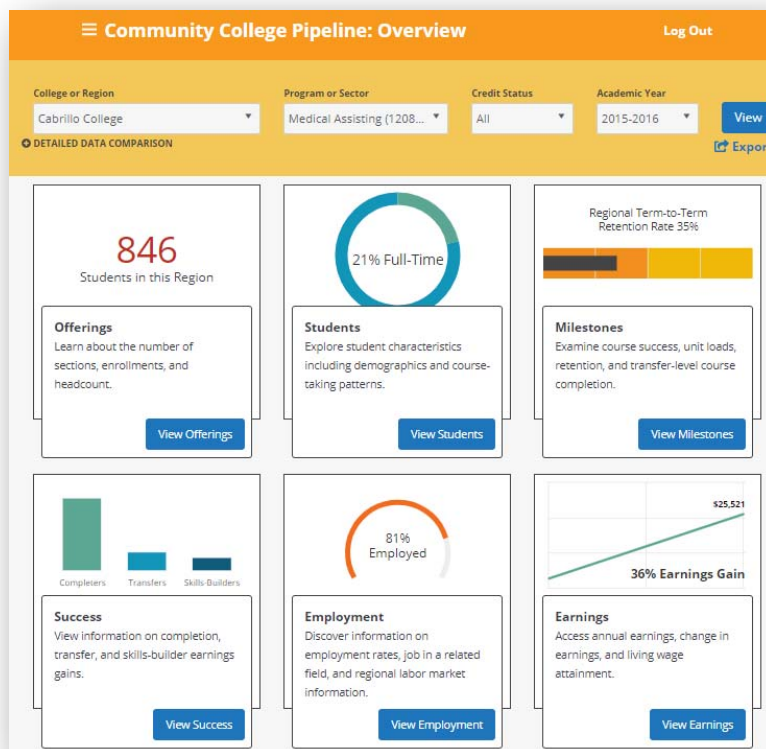 ☰ Community College Pipeline: Overview
Log Out
College or Region
Program or Sector
Credit Status
Academic Year
Cabrillo College
Medical Assisting (1208...
All
2015-2016
View
DETAILED DATA COMPARISON
Expor
846
Students in this Region
Offerings
Learn about the number of
sections, enrollments, and
headcount.
View Offerings
21% Full-Time
Students
Explore student characteristics
including demographics and course-
taking patterns.
View Students
Regional Term-to-Term
Retention Rate 35%
Milestones
Examine course success, unit loads,
retention, and transfer-level course
completion.
View Milestones
Completers
Transfers
Skills-Builders
Success
View information on completion,
transfer, and skills-builder earnings
gains.
View Success
81%
Employed
Employment
Discover information on
employment rates, job in a related
field, and regional labor market
information.
View Employment
$25,521
36% Earnings Gain
Earnings
Access annual earnings, change in
earnings, and living wage
attainment.
View Earnings